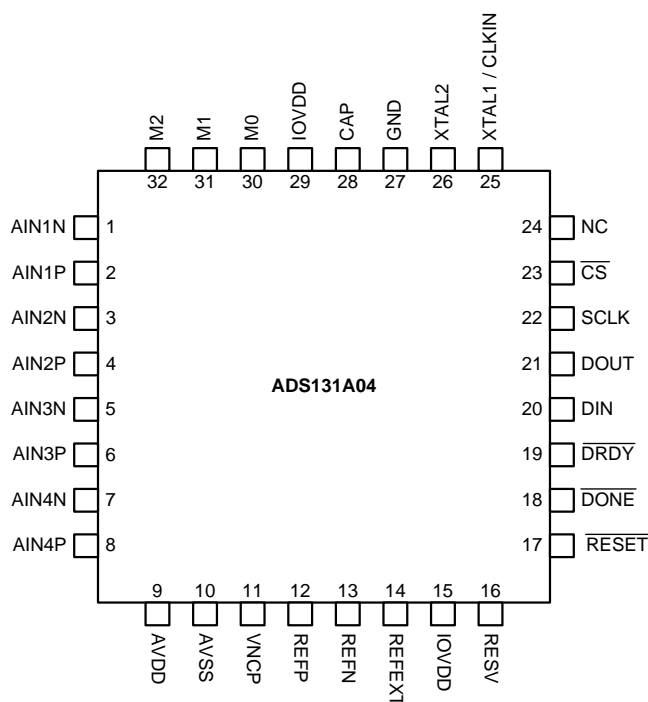 M2
M1
M0
IOVDD
CAP
GND
XTAL2
XTAL1 / CLKIN
32
31
30
29
28
27
26
25
AIN1N 1
24 NC
AIN1P 2
23 CS
AIN2N 3
22 SCLK
AIN2P 4
21 DOUT
ADS131A04
AIN3N 5
20 DIN
AIN3P 6
19 DRDY
AIN4N 7
18 DONE
AIN4P 8
17 RESET
9
10
11
12
13
14
15
16
AVDD
AVSS
VNCP
REFP
REFN
REFEXT
IOVDD
RESV